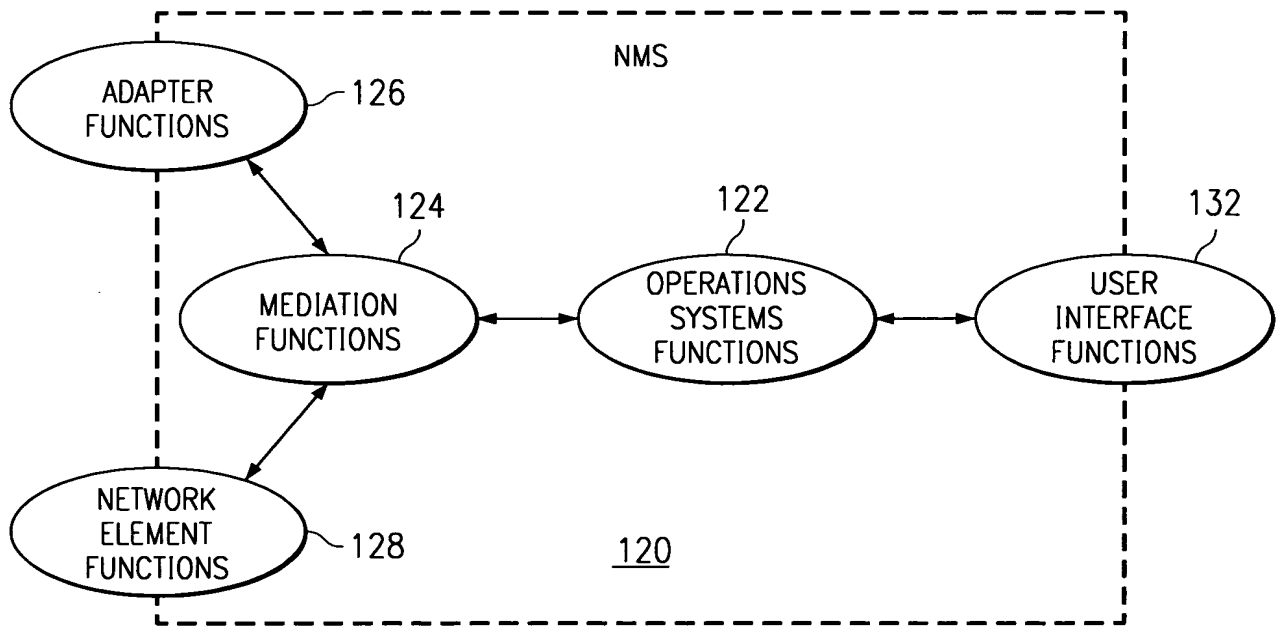 NMS
ADAPTER
FUNCTIONS
126
124
MEDIATION
FUNCTIONS
122
OPERATIONS
SYSTEMS
FUNCTIONS
132
USER
INTERFACE
FUNCTIONS
NETWORK
ELEMENT
FUNCTIONS
128
120